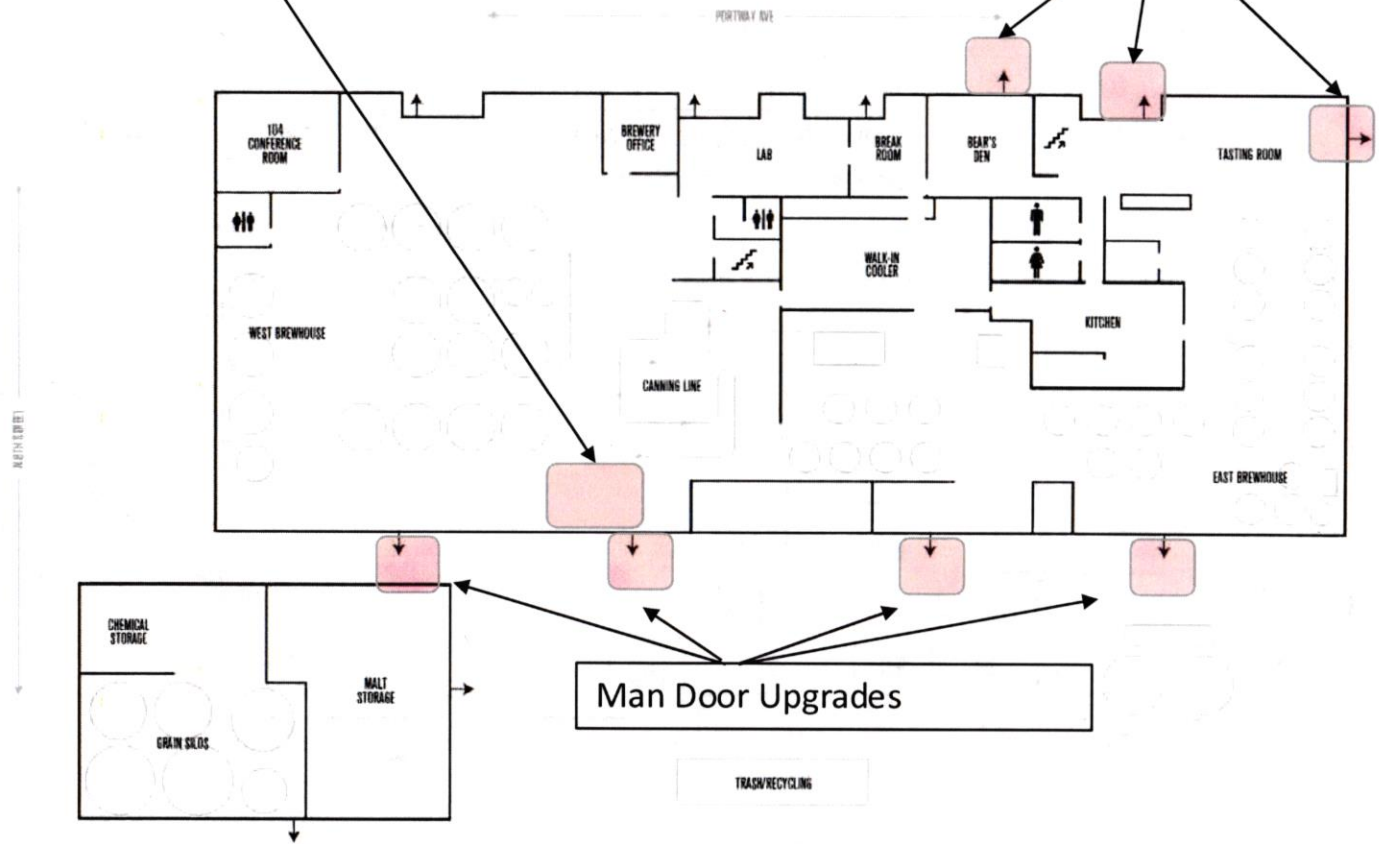 PORTWAY AVE
104
CONFERENCE
ROOM
BREWERY
OFFICE
LAB
BREAK
ROOM
BEAR'S
DEN
TASTING ROOM
WALK-IN
COOLER
KITCHEN
WEST BREWHOUSE
CANNING LINE
EAST BREWHOUSE
CHEMICAL
STORAGE
MALT
STORAGE
GRAIN SILOS
Man Door Upgrades
TRASH/RECYCLING